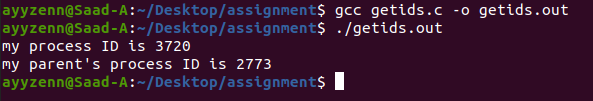 ayyzenn@Saad-A:~/Desktop/assignment$ gcc getids.c -o getids.out
ayyzenn@Saad-A:~/Desktop/assignment$ ./getids.out
my process ID is 3720
my parent's process ID is 2773
ayyzenn@Saad-A:~/Desktop/assignment$